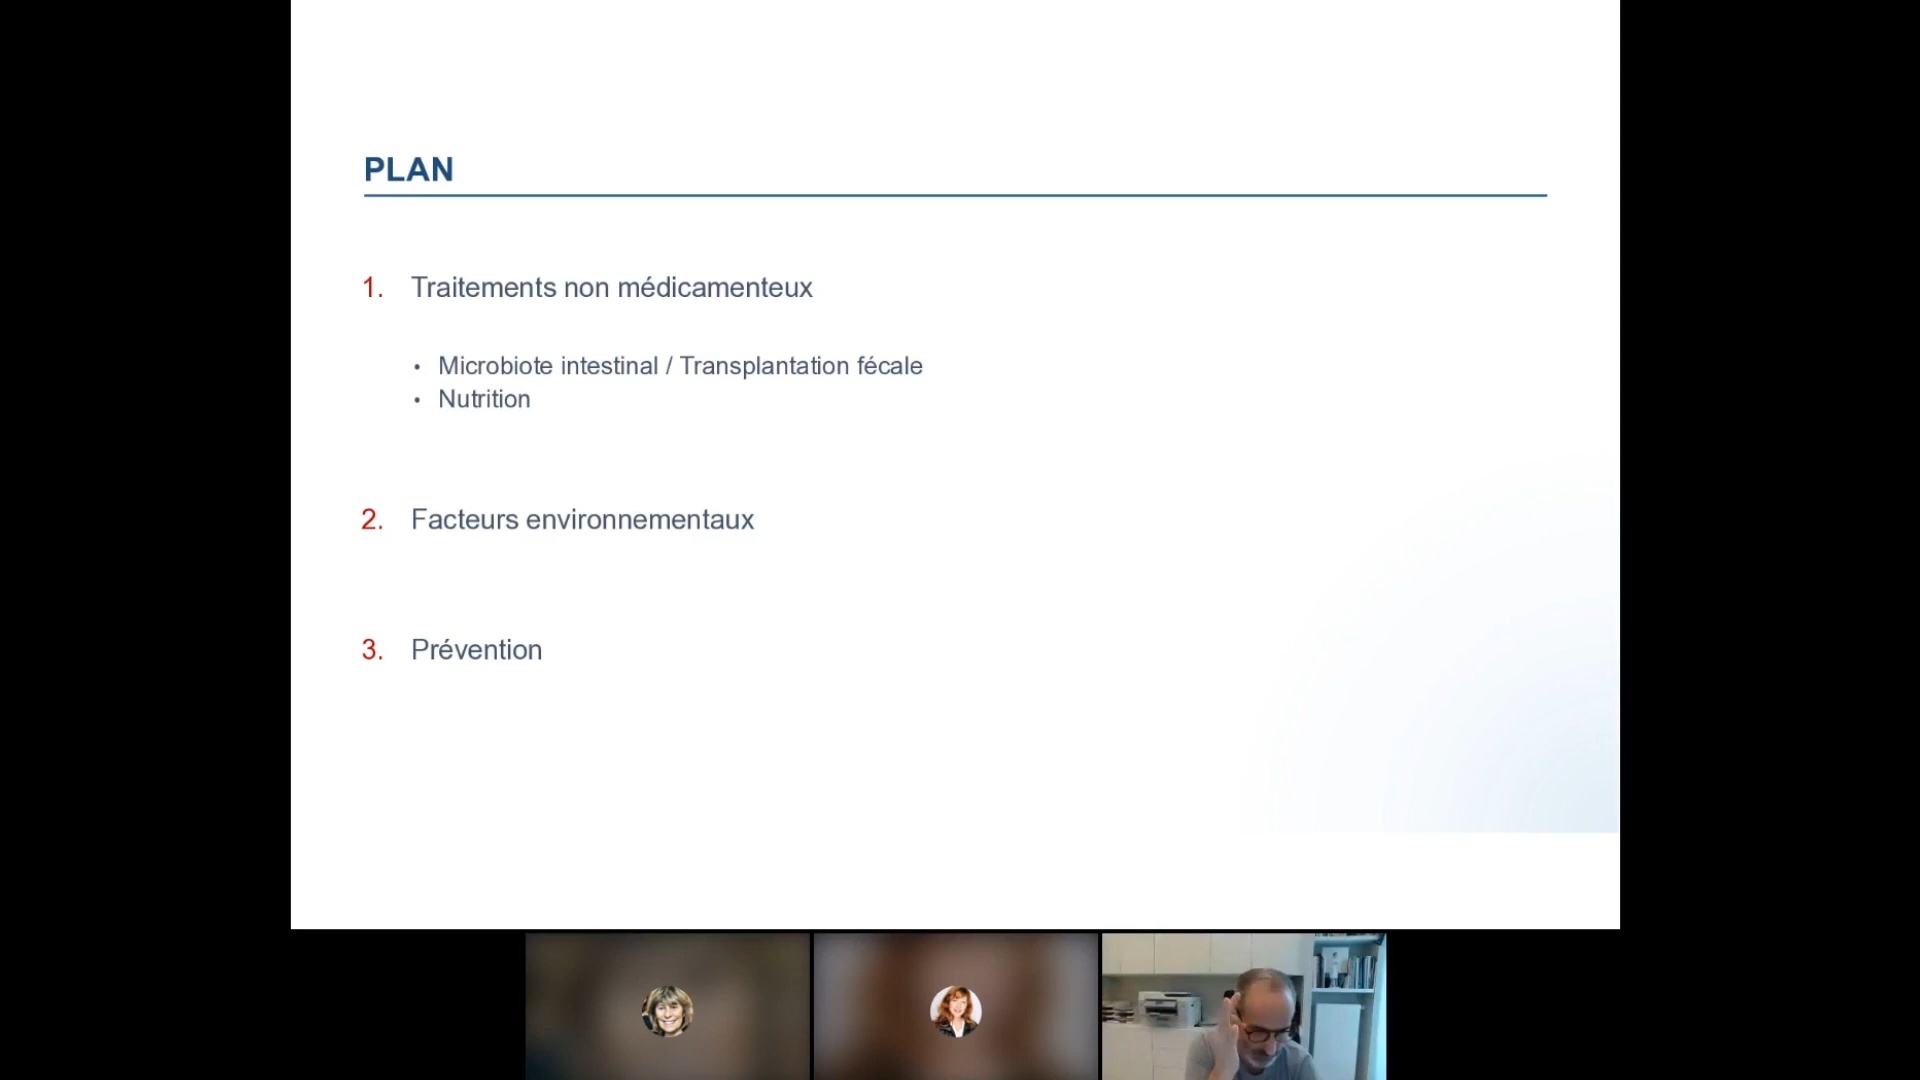 PLAN
1. Traitements non médicamenteux
• Microbiote intestinal / Transplantation fécale
• Nutrition
2. Facteurs environnementaux
3. Prévention